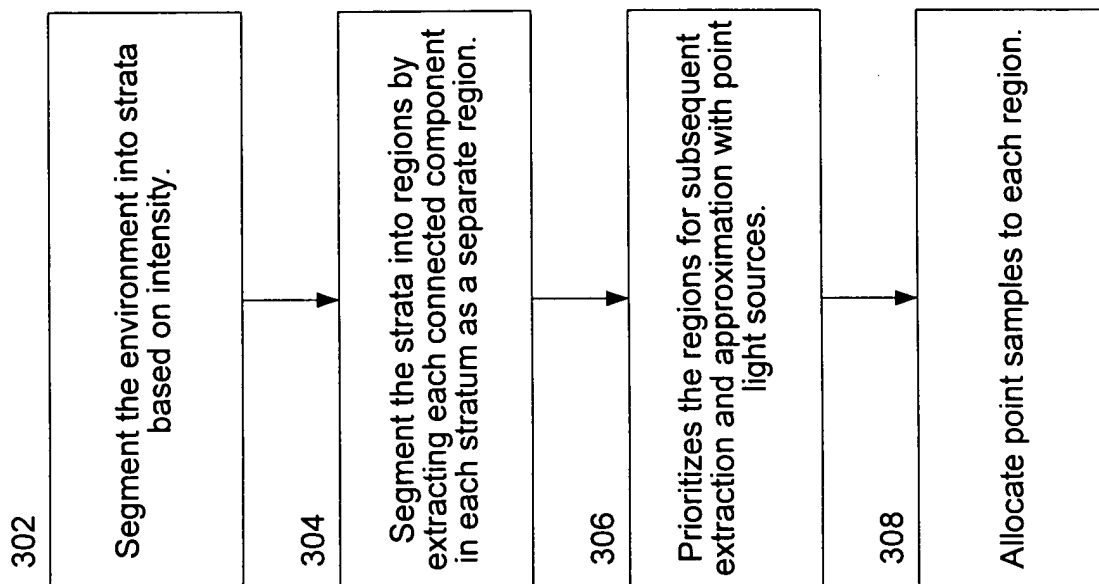 302
Segment the environment into strata
based on intensity.
304
Segment the strata into regions by
extracting each connected component
in each stratum as a separate region.
306
Prioritizes the regions for subsequent
extraction and approximation with point
light sources.
308
Allocate point samples to each region.